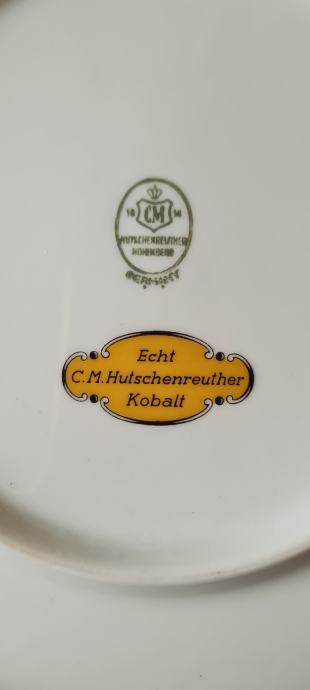 18 CM 14
HUTSCHENREUTHER
HOHENBERG
GERMANY
Echt
C.M.Hutschenreuther
Kobalt